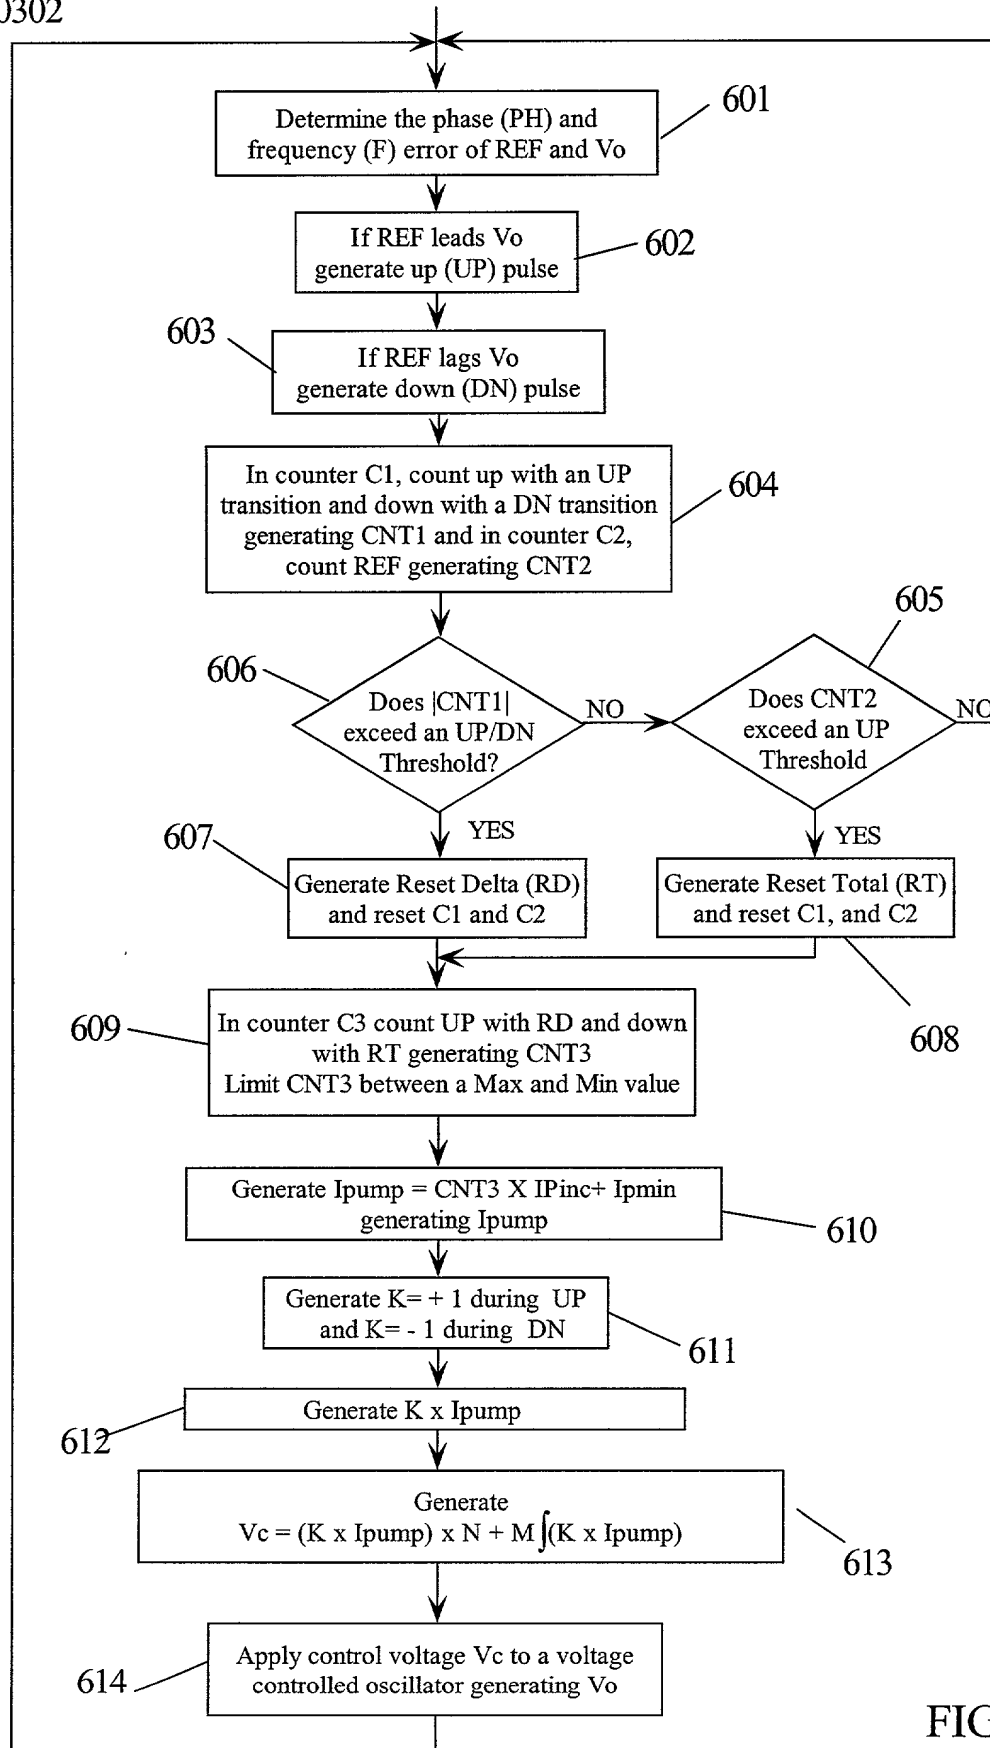 0302
601
Determine the phase (PH) and
frequency (F) error of REF and Vo
602
If REF leads Vo
generate up (UP) pulse
603
If REF lags Vo
generate down (DN) pulse
604
In counter C1, count up with an UP
transition and down with a DN transition
generating CNT1 and in counter C2,
count REF generating CNT2
605
606
Does |CNT1|
exceed an UP/DN
Threshold?
NO
Does CNT2
exceed an UP
Threshold
NO
YES
YES
607
Generate Reset Delta (RD)
and reset C1 and C2
Generate Reset Total (RT)
and reset C1, and C2
608
609
In counter C3 count UP with RD and down
with RT generating CNT3
Limit CNT3 between a Max and Min value
Generate Ipump = CNT3 X IPinc+ Ipmin
generating Ipump
610
Generate K= + 1 during UP
and K= - 1 during DN
611
Generate K x Ipump
612
Generate
Vc = (K x Ipump) x N + M ∫(K x Ipump)
613
Apply control voltage Vc to a voltage
controlled oscillator generating Vo
614
FIG